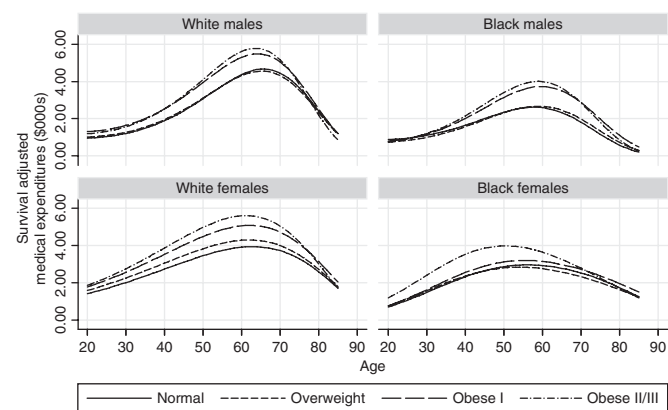 White males
Black males
Survival adjusted
medical expenditures ($000s)
0.00 2.00 4.00 6.00
White females
Black females
0.00 2.00 4.00 6.00
20 30 40 50 60 70 80 90
20 30 40 50 60 70 80 90
Age
Normal
Overweight
Obese I
Obese II/III